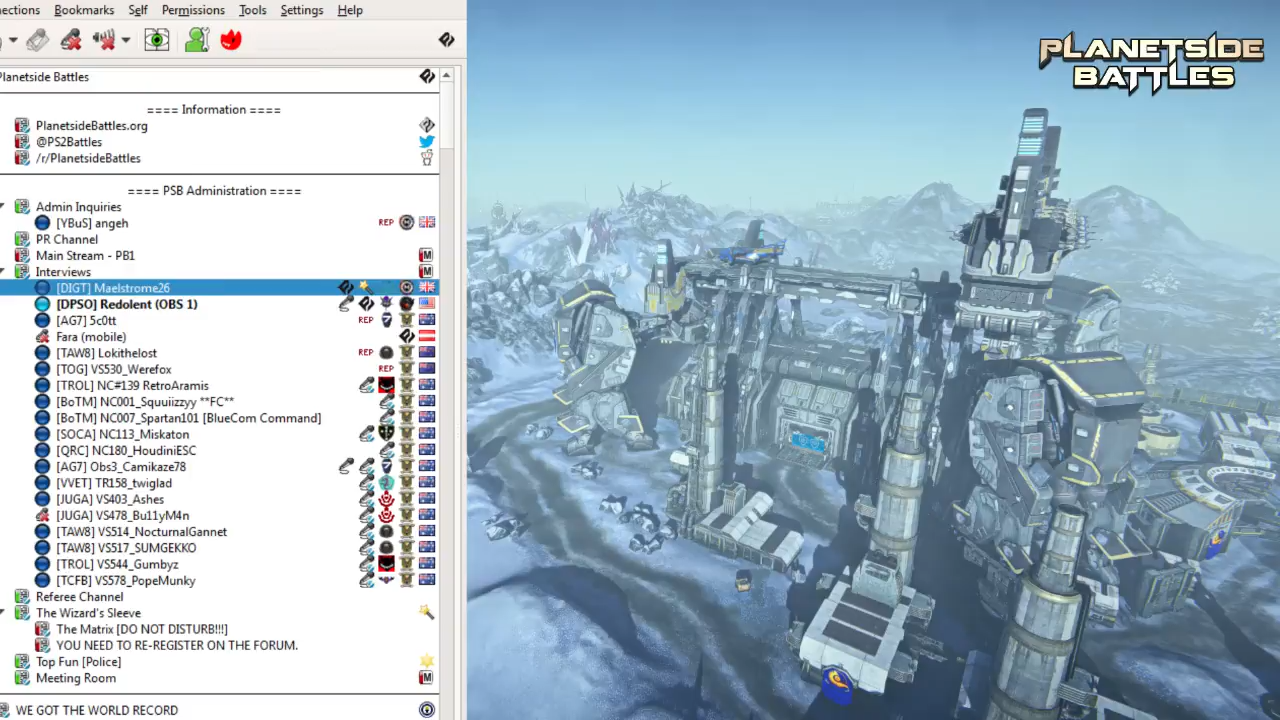 nections Bookmarks Self Permissions Tools Settings Help
PLANETSIDE
BATTLES
Planetside Battles
==== Information ====
PlanetsideBattles.org
@PS2Battles
/r/PlanetsideBattles
==== PSB Administration ====
Admin Inquiries
[YBuS] angeh REP
PR Channel
Main Stream - PB1 M
Interviews M
[DIGT] Maelstrome26
[DPSO] Redolent (OBS 1)
[AG7] 5c0tt REP
Fara (mobile)
[TAW8] Lokithelost REP
[TOG] VS530_Werefox REP
[TROL] NC#139 RetroAramis
[BoTM] NC001_Squuiizzyy **FC**
[BoTM] NC007_Spartan101 [BlueCom Command]
[SOCA] NC113_Miskaton
[QRC] NC180_HoudiniESC
[AG7] Obs3_Camikaze78
[VVET] TR158_twiglad
[JUGA] VS403_Ashes
[JUGA] VS478_Bu11yM4n
[TAW8] VS514_NocturnalGannet
[TAW8] VS517_SUMGEKKO
[TROL] VS544_Gumbyz
[TCFB] VS578_PopeMunky
Referee Channel
The Wizard's Sleeve
The Matrix [DO NOT DISTURB!!!]
YOU NEED TO RE-REGISTER ON THE FORUM.
Top Fun [Police]
Meeting Room M
WE GOT THE WORLD RECORD